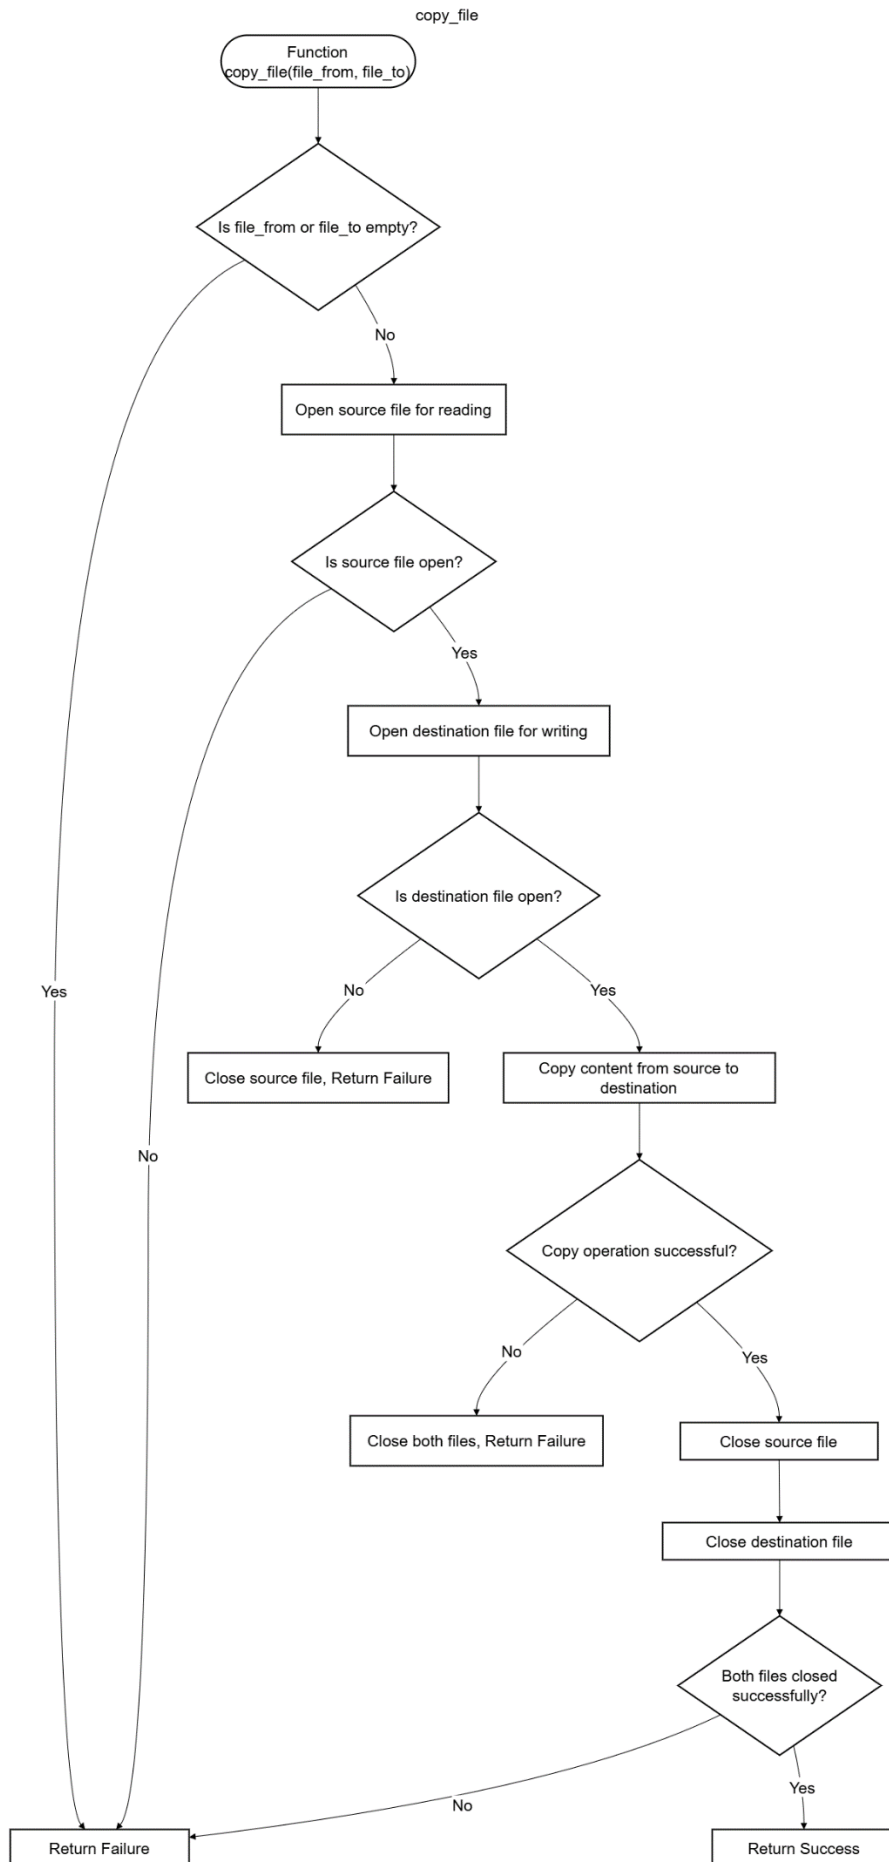 copy_file
Function
copy_file(file_from, file_to)
Is file_from or file_to empty?
No
Open source file for reading
Is source file open?
Yes
Open destination file for writing
Is destination file open?
Yes
No
Yes
Close source file, Return Failure
Copy content from source to
destination
No
Copy operation successful?
No
Yes
Close both files, Return Failure
Close source file
Close destination file
Both files closed
successfully?
No
Yes
Return Failure
Return Success